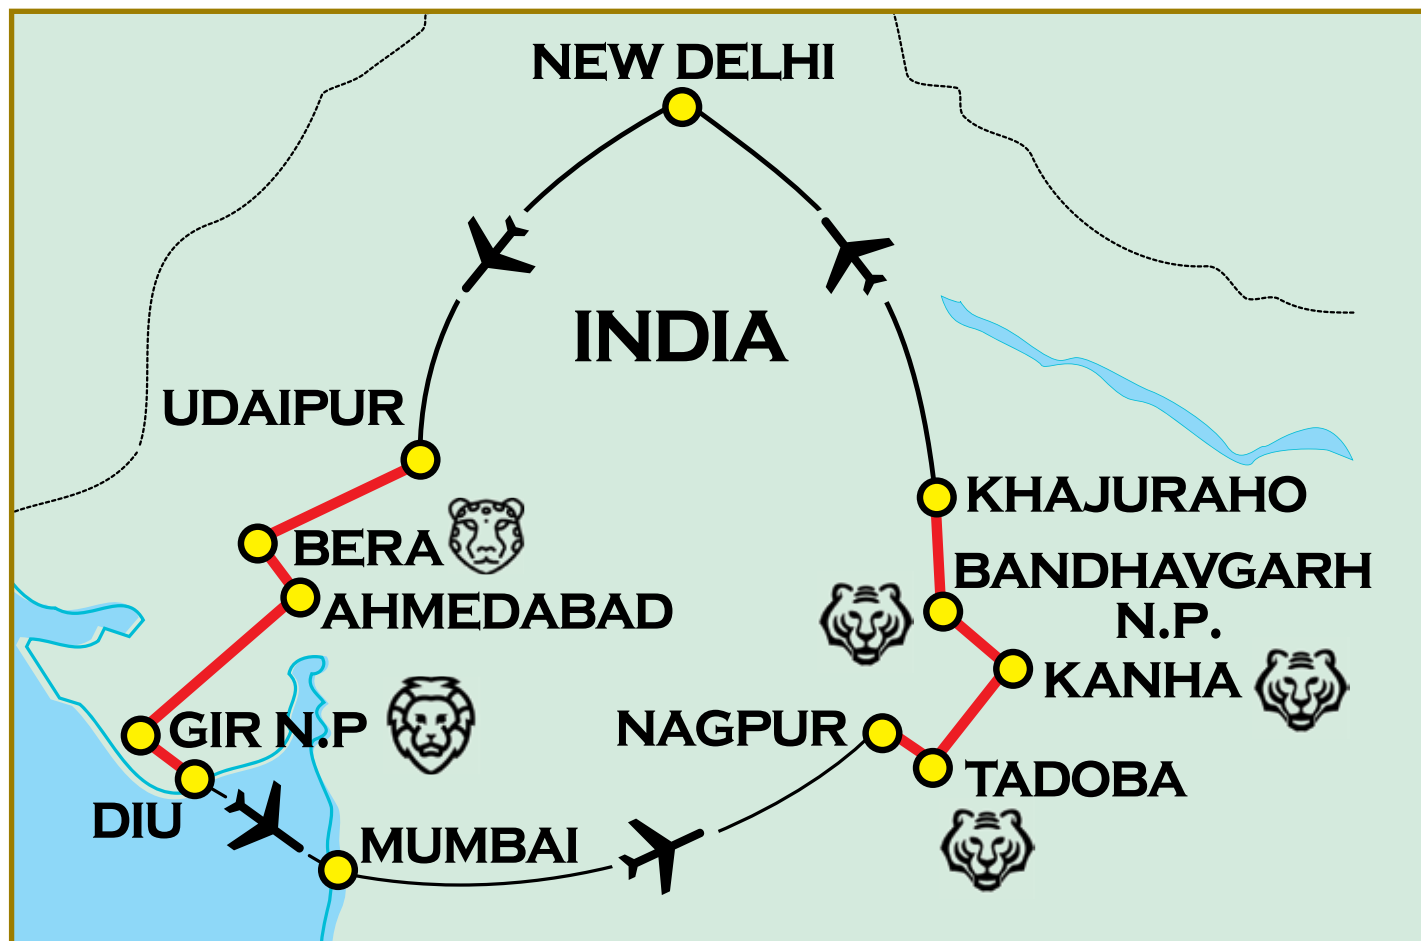 NEW DELHI
INDIA
UDAIPUR
KHAJURAHO
BERA
BANDHAVGARH
N.P.
AHMEDABAD
KANHA
GIR N.P
NAGPUR
TADOBA
DIU
MUMBAI